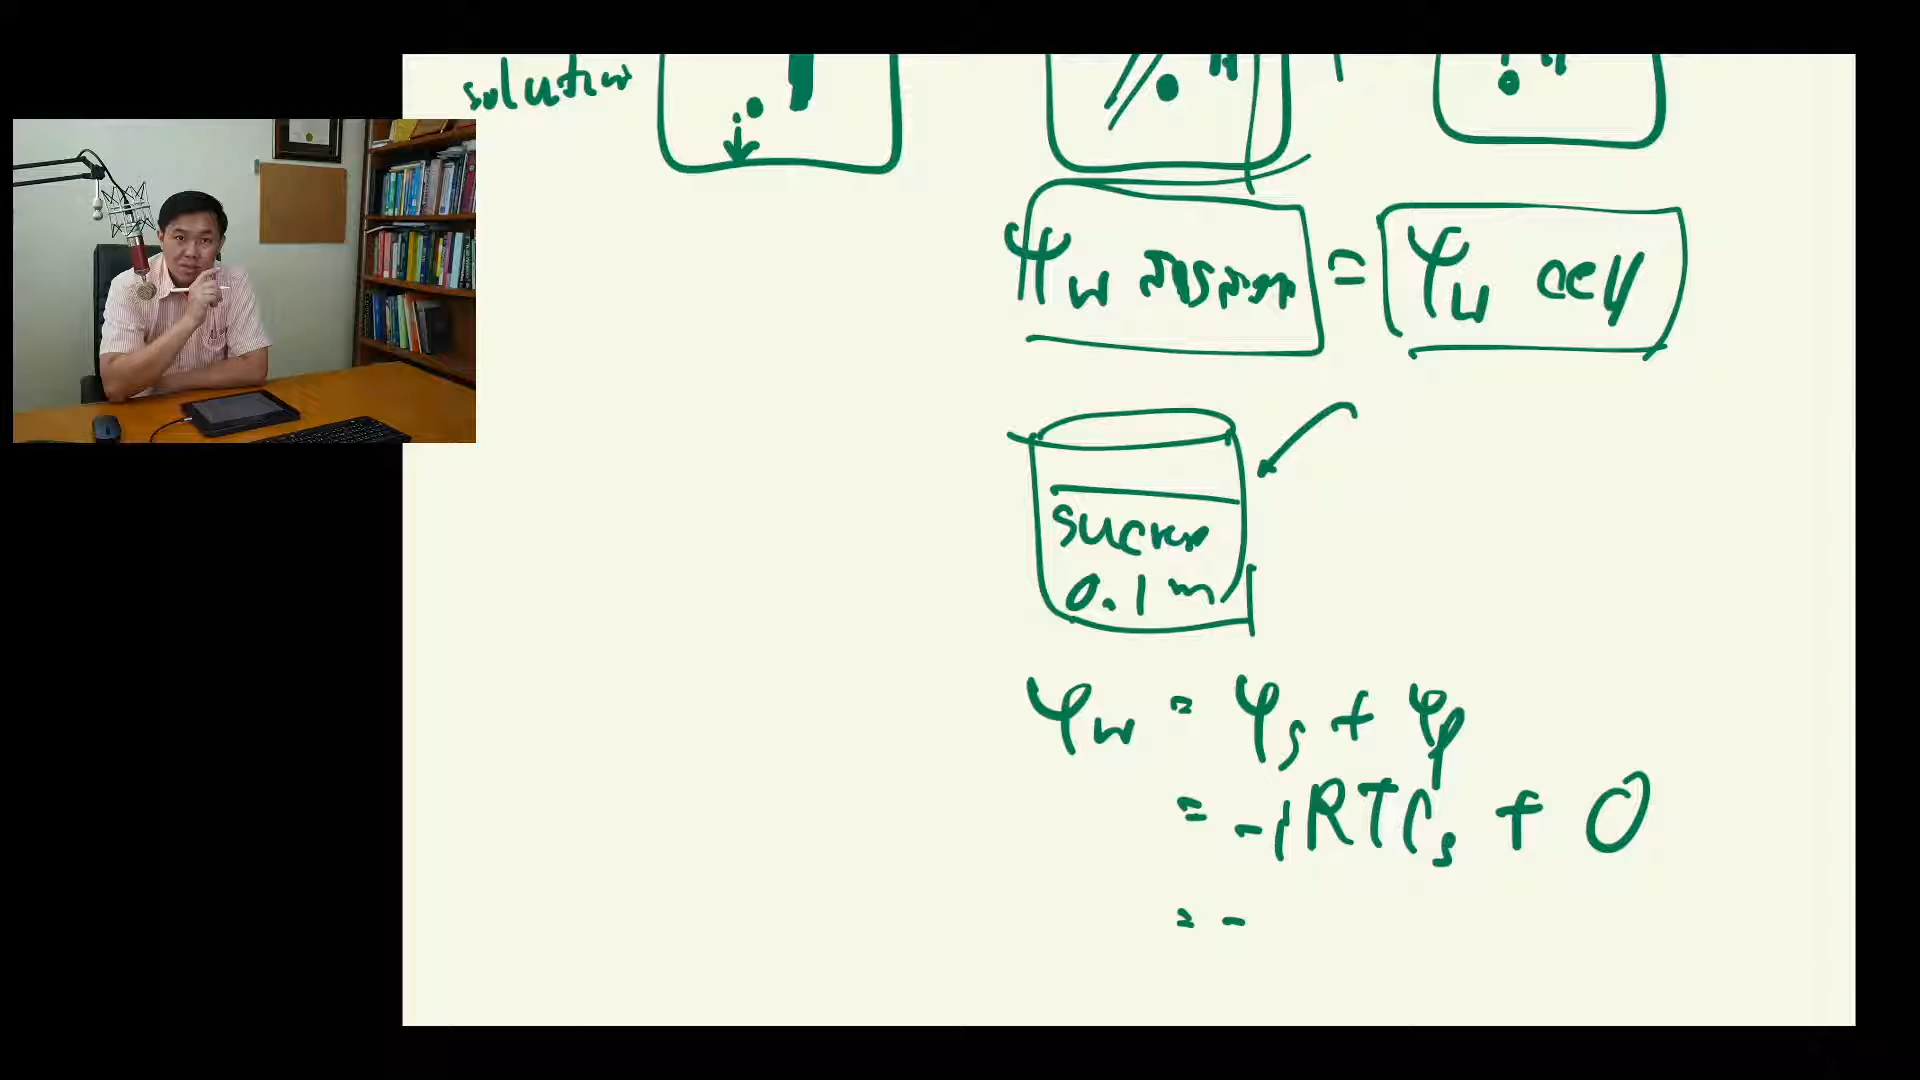 solution
Ψw สารละลาย = Ψw cell
sucrose
0.1 m
Ψw = Ψs + Ψp
= -iRTCs + 0
= -